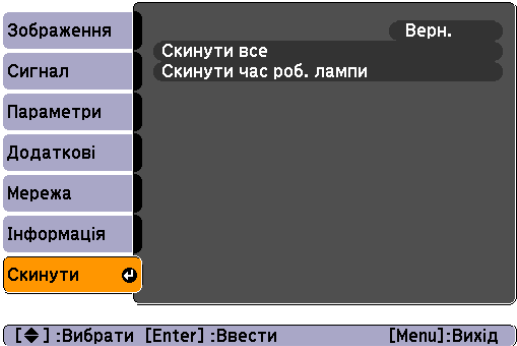 Зображення
Сигнал
Параметри
Додаткові
Мережа
Інформація
Скинути
Верн.
Скинути все
Скинути час роб. лампи
[◆]:Вибрати [Enter]:Ввести [Menu]:Вихід